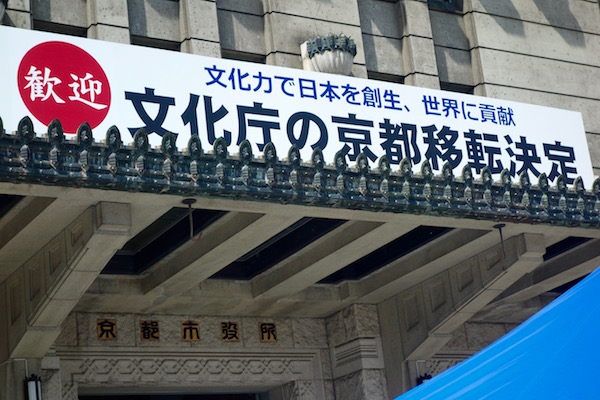 歓迎
文化力で日本を創生、世界に貢献
文化庁の京都移転決定
京都市役所